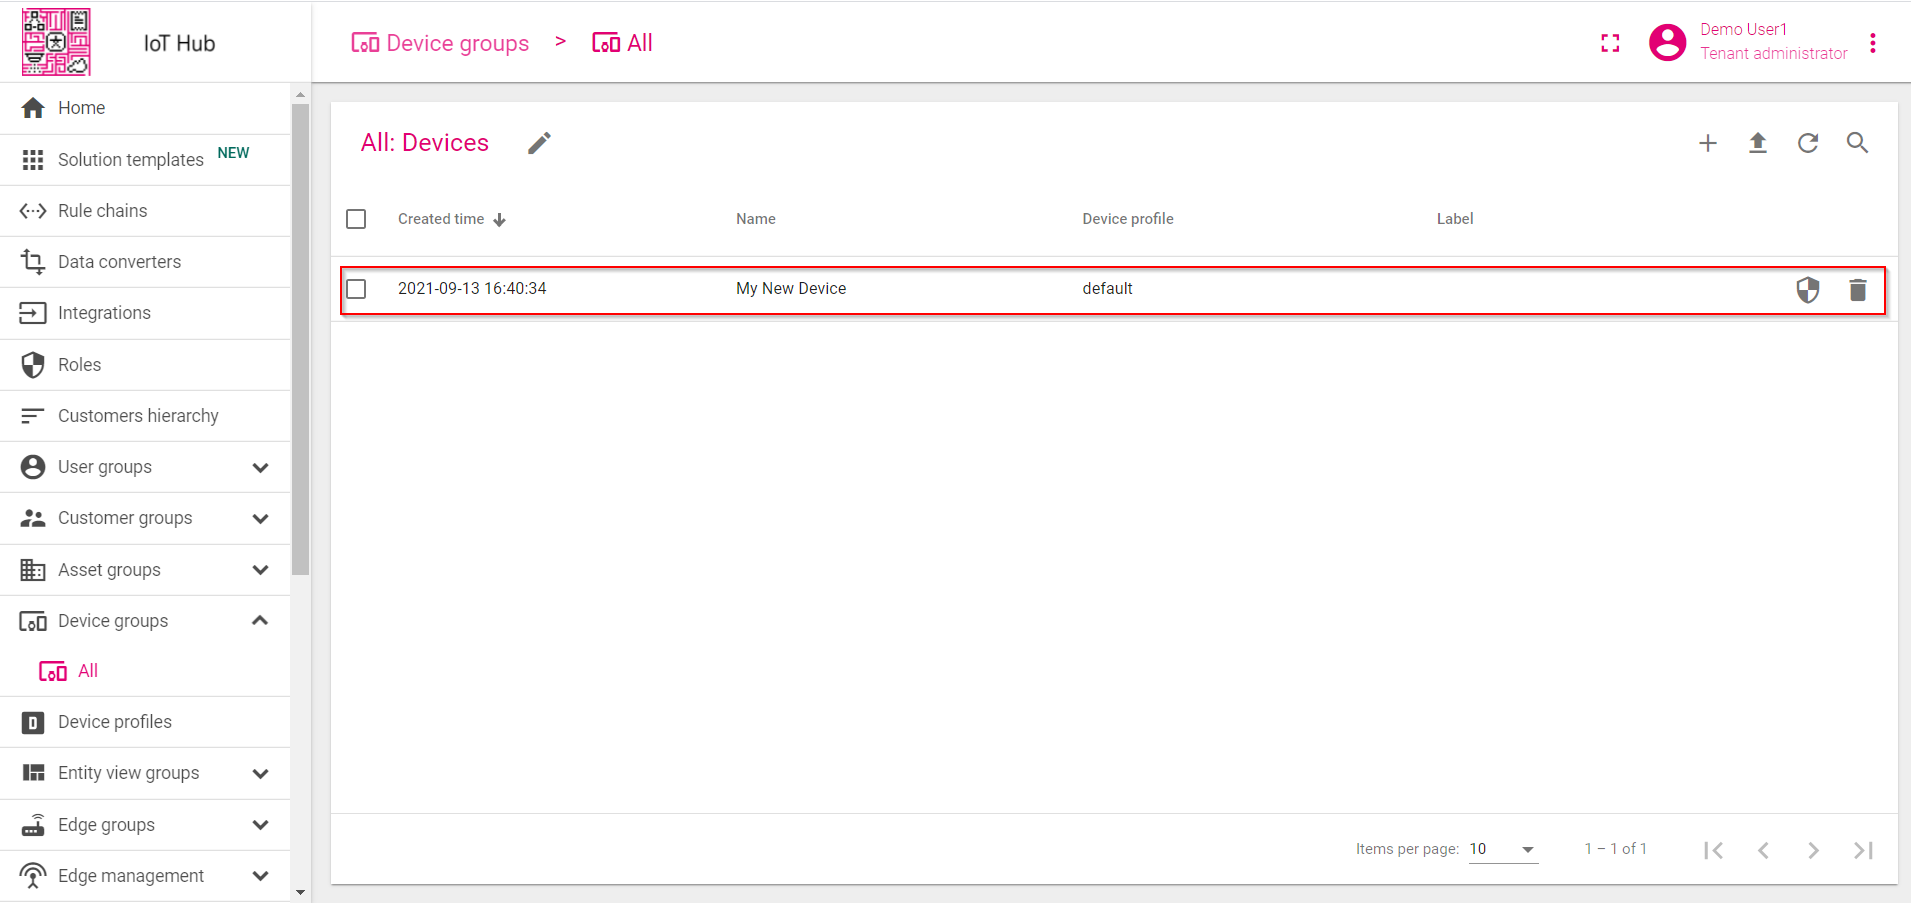 IoT Hub
Device groups > All
Demo User1
Tenant administrator
Home
Solution templates NEW
Rule chains
Data converters
Integrations
Roles
Customers hierarchy
User groups
Customer groups
Asset groups
Device groups
All
Device profiles
Entity view groups
Edge groups
Edge management
All: Devices
Created time Name Device profile Label
2021-09-13 16:40:34 My New Device default
Items per page: 10 1 – 1 of 1